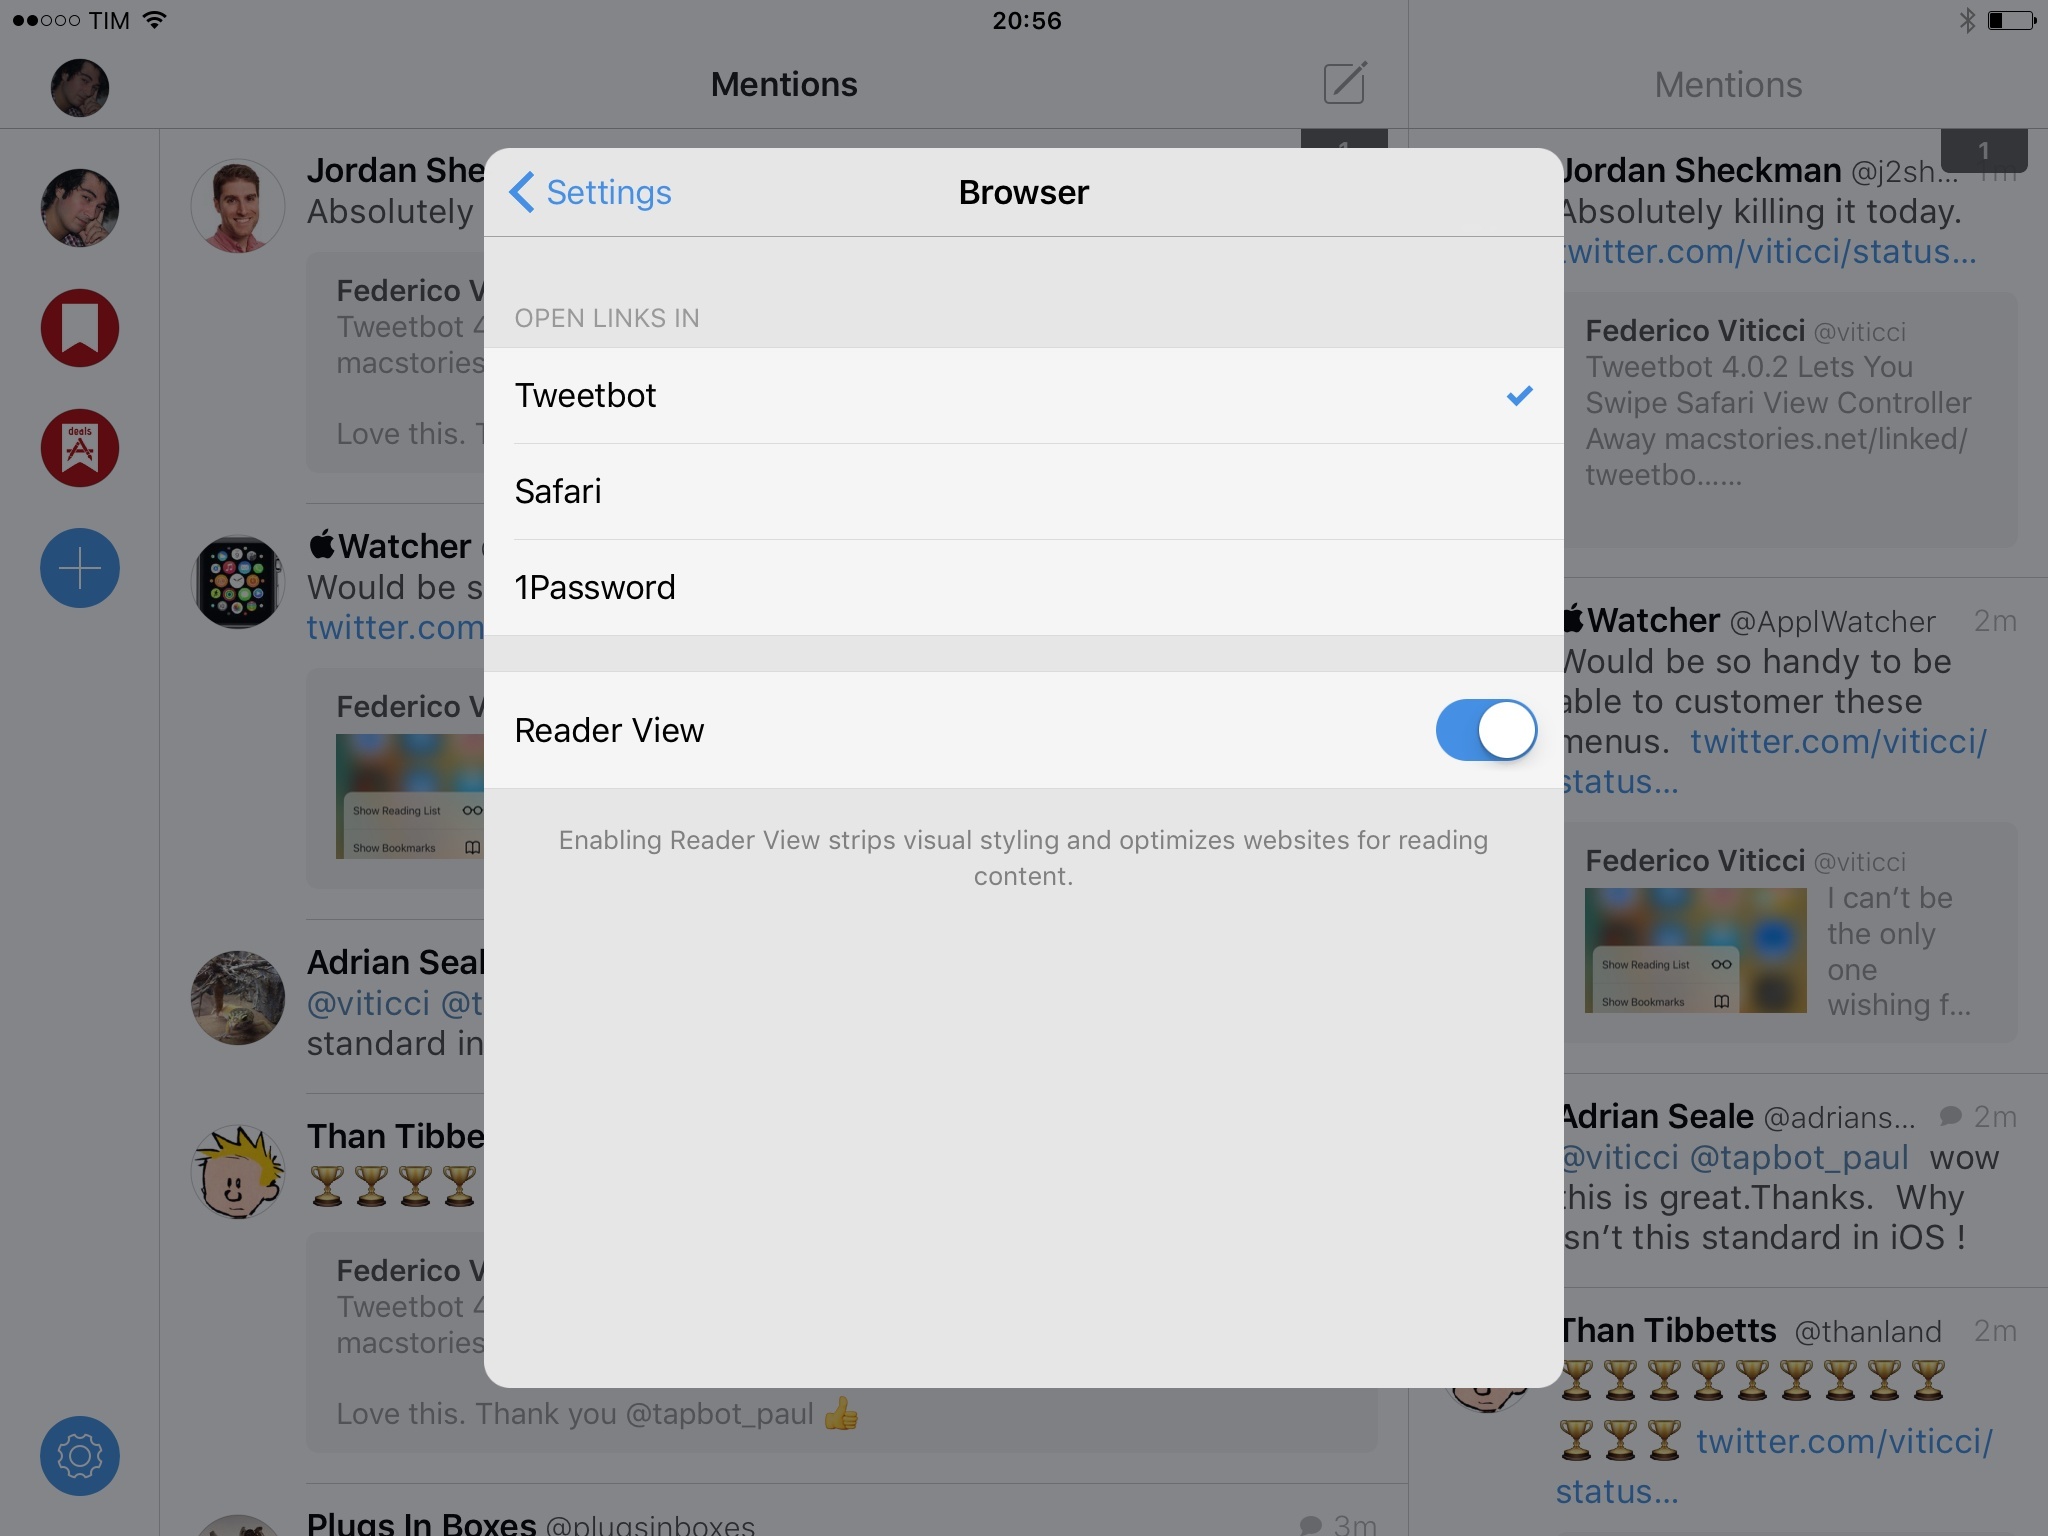 TIM
20:56
Mentions
Mentions
deals
Jordan She
Absolutely
Federico V
Tweetbot 4
macstories
Love this. T
Watcher
Would be s
twitter.com
Federico V
Show Reading List
Show Bookmarks
Adrian Seal
@viticci @t
standard in
Than Tibbe
Federico V
Tweetbot 4
macstories
Love this. Thank you @tapbot_paul 👍
Plugs In Boxes @plugsinboxes 3m
Settings
Browser
OPEN LINKS IN
Tweetbot
Safari
1Password
Reader View
Enabling Reader View strips visual styling and optimizes websites for reading
content.
1
Jordan Sheckman @j2sh... 1m
Absolutely killing it today.
twitter.com/viticci/status...
Federico Viticci @viticci
Tweetbot 4.0.2 Lets You
Swipe Safari View Controller
Away macstories.net/linked/
tweetbo......
Watcher @ApplWatcher 2m
Would be so handy to be
able to customer these
menus. twitter.com/viticci/
status...
Federico Viticci @viticci
Show Reading List
Show Bookmarks
I can't be
the only
one
wishing f...
Adrian Seale @adrians... 2m
@viticci @tapbot_paul wow
this is great.Thanks. Why
isn't this standard in iOS !
Than Tibbetts @thanland 2m
🏆🏆🏆🏆🏆🏆🏆🏆🏆
🏆🏆🏆 twitter.com/viticci/
status...